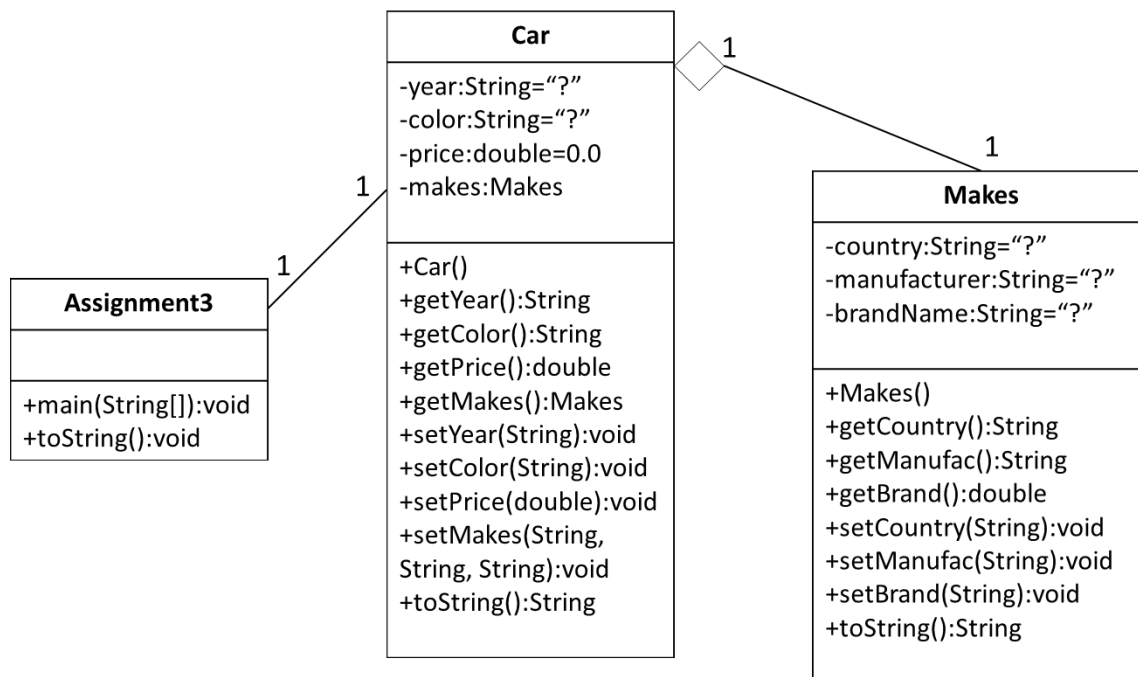 Car
-year:String=“?”
-color:String=“?”
-price:double=0.0
-makes:Makes
+Car()
+getYear():String
+getColor():String
+getPrice():double
+getMakes():Makes
+setYear(String):void
+setColor(String):void
+setPrice(double):void
+setMakes(String,
String, String):void
+toString():String
1
1
Makes
-country:String=“?”
-manufacturer:String=“?”
-brandName:String=“?”
+Makes()
+getCountry():String
+getManufac():String
+getBrand():double
+setCountry(String):void
+setManufac(String):void
+setBrand(String):void
+toString():String
1
1
Assignment3
+main(String[]):void
+toString():void